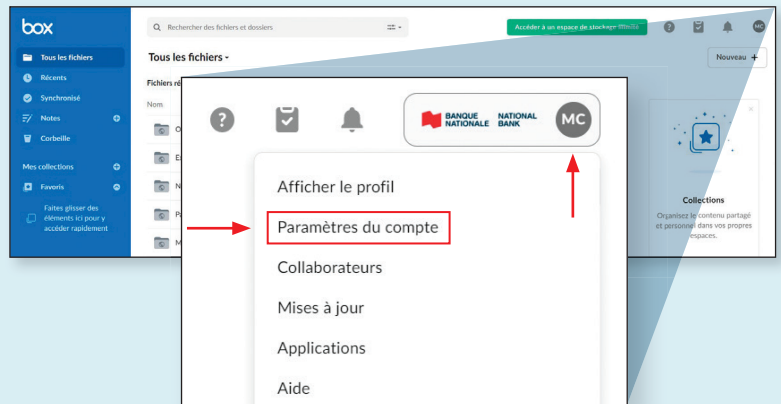 box
Rechercher des fichiers et dossiers
Accéder à un espace de stockage illimité
MC
Tous les fichiers
Récents
Synchronisé
Notes
Corbeille
Mes collections
Favoris
Faites glisser des
éléments ici pour y
accéder rapidement
Tous les fichiers
Nouveau +
Fichiers ré
Nom
O
E
N
Pa
M
BANQUE NATIONALE
NATIONAL BANK
MC
Afficher le profil
Paramètres du compte
Collaborateurs
Mises à jour
Applications
Aide
Collections
Organisez le contenu partagé
et personnel dans vos propres
espaces.